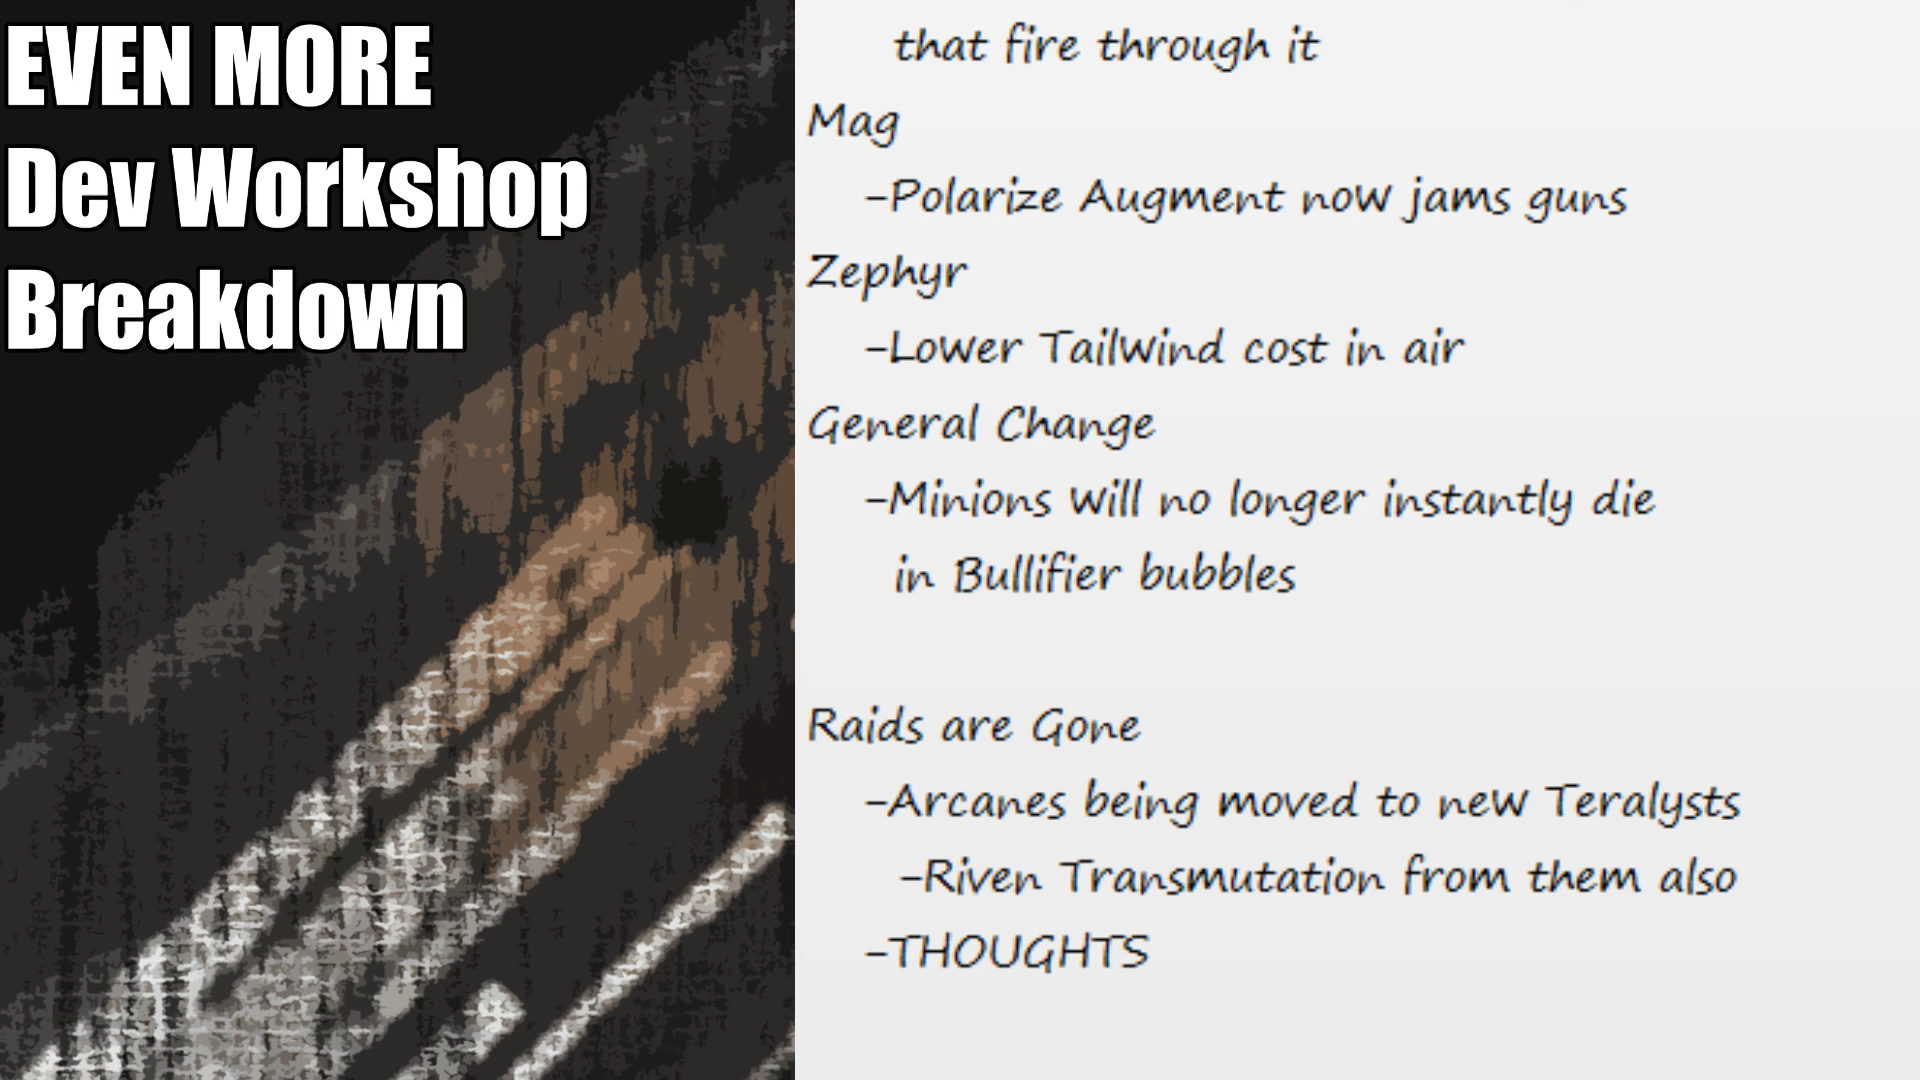 EVEN MORE
Dev Workshop
Breakdown
that fire through it
Mag
-Polarize Augment now jams guns
Zephyr
-Lower Tailwind cost in air
General Change
-Minions will no longer instantly die
in Bullifier bubbles
Raids are Gone
-Arcanes being moved to new Teralysts
-Riven Transmutation from them also
-THOUGHTS